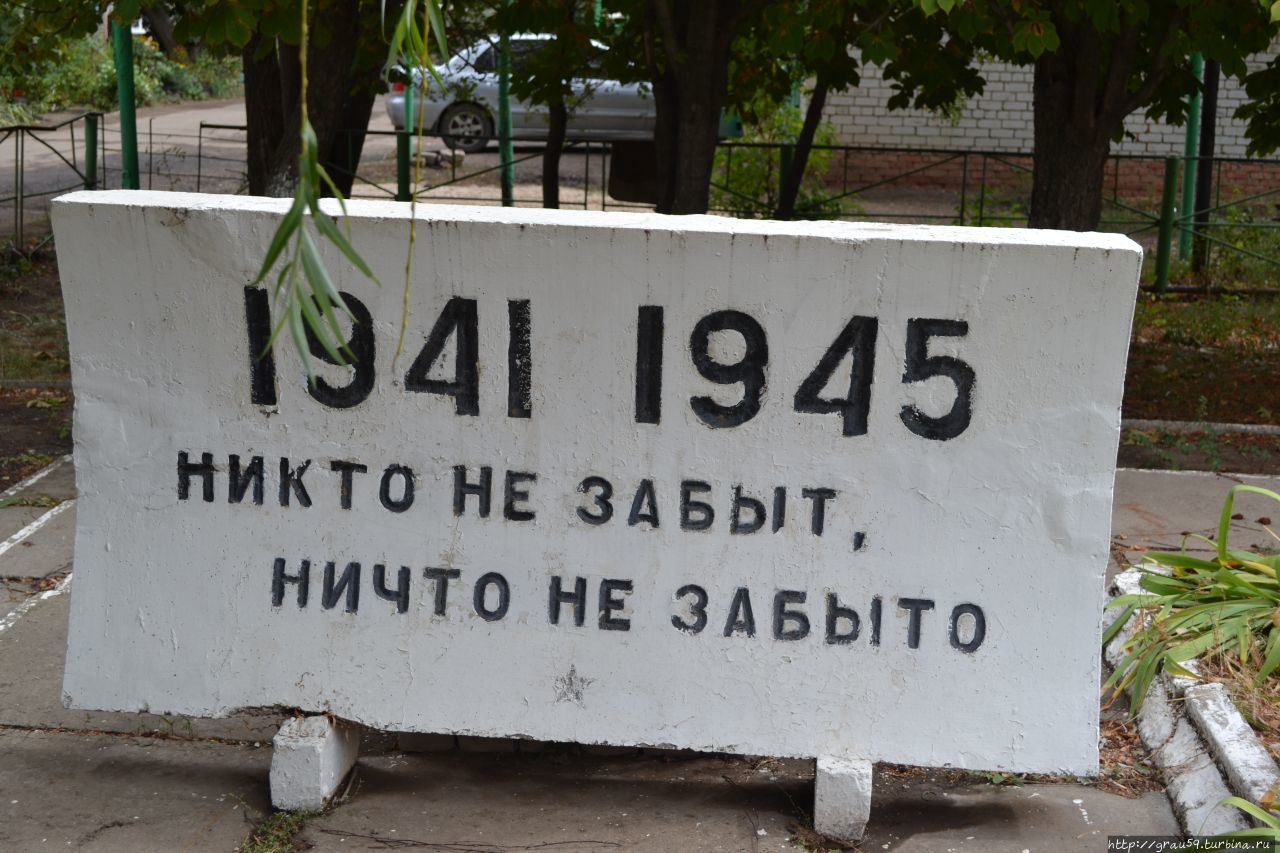 1941 1945
НИКТО НЕ ЗАБЫТ,
НИЧТО НЕ ЗАБЫТО
http://grau59.turbina.ru